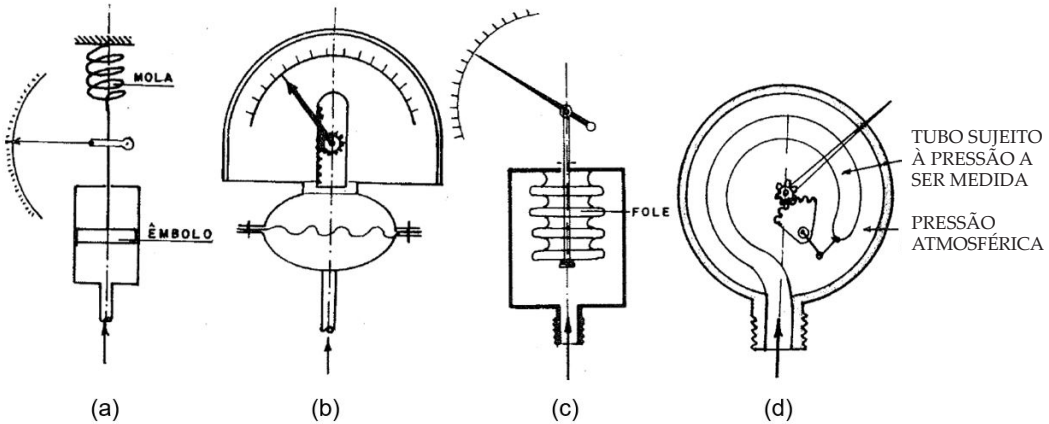 MOLA
ÊMBOLO
FOLE
TUBO SUJEITO
À PRESSÃO A
SER MEDIDA
PRESSÃO
ATMOSFÉRICA
(a)
(b)
(c)
(d)